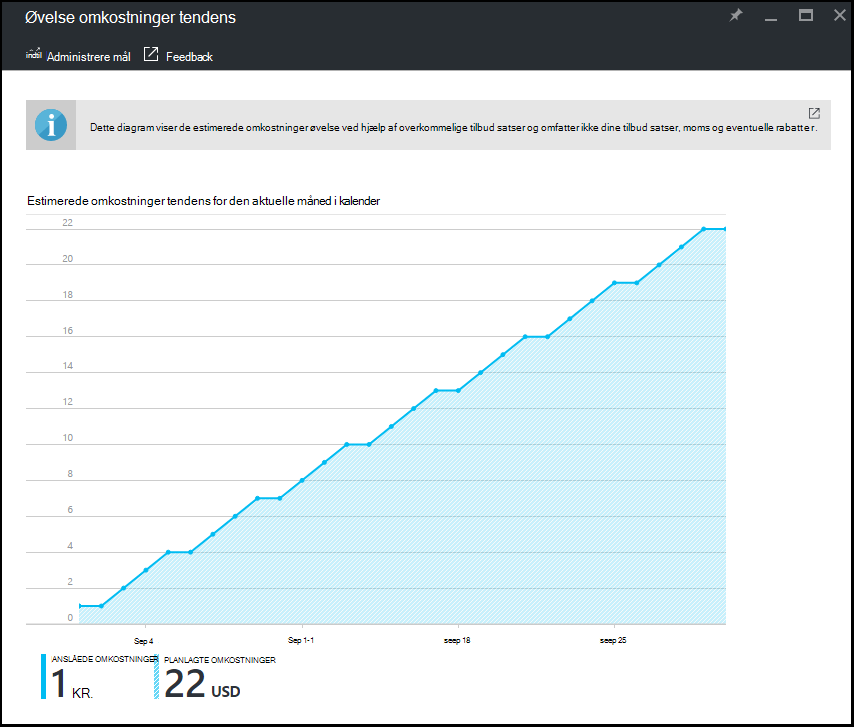 Øvelse omkostninger tendens
indtil Administrere mål Feedback
Dette diagram viser de estimerede omkostninger øvelse ved hjælp af overkommelige tilbud satser og omfatter ikke dine tilbud satser, moms og eventuelle rabatter.
Estimerede omkostninger tendens for den aktuelle måned i kalender
22
20
18
16
14
12
10
8
6
4
2
0
Sep 4 Sep 1-1 seep 18 seep 25
ANSLÅEDE OMKOSTNINGER PLANLAGTE OMKOSTNINGER
1 KR. 22 USD